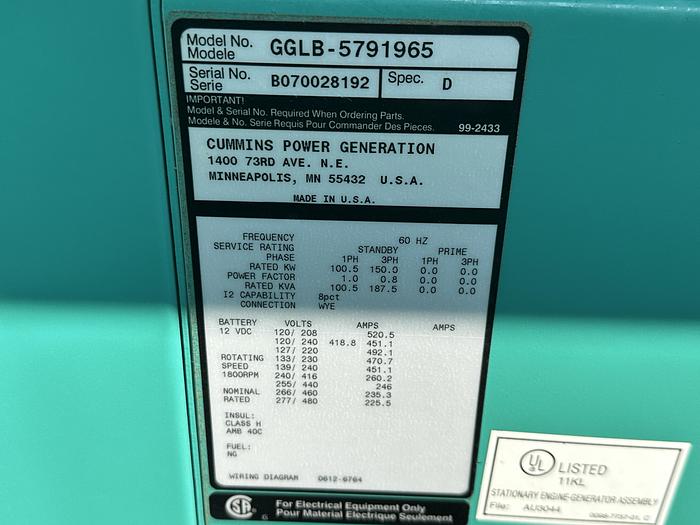 Model No. GGLB-5791965
Modele
Serial No. B070028192 Spec. D
Serie
IMPORTANT!
Model & Serial No. Required When Ordering Parts.
Modele & No. Serie Requis Pour Commander Des Pieces. 99-2433
CUMMINS POWER GENERATION
1400 73RD AVE. N.E.
MINNEAPOLIS, MN 55432 U.S.A.
MADE IN U.S.A.
FREQUENCY 60 HZ
SERVICE RATING STANDBY PRIME
PHASE 1PH 3PH 1PH 3PH
RATED KW 100.5 150.0 0.0 0.0
POWER FACTOR 1.0 0.8 0.0 0.0
RATED KVA 100.5 187.5 0.0 0.0
I2 CAPABILITY 8pct
CONNECTION WYE
BATTERY VOLTS AMPS AMPS
12 VDC 120/ 208 520.5
120/ 240 418.8 451.1
127/ 220 492.1
ROTATING 133/ 230 470.7
SPEED 139/ 240 451.1
1800RPM 240/ 416 260.2
255/ 440 246
NOMINAL 266/ 460 235.3
RATED 277/ 480 225.5
INSUL:
CLASS H
AMB 40C
FUEL:
NG
WIRING DIAGRAM 0612-6764
For Electrical Equipment Only
Pour Material Electrique Seulement
UL LISTED
11KL
STATIONARY ENGINE GENERATOR ASSEMBLY
File: AU3044